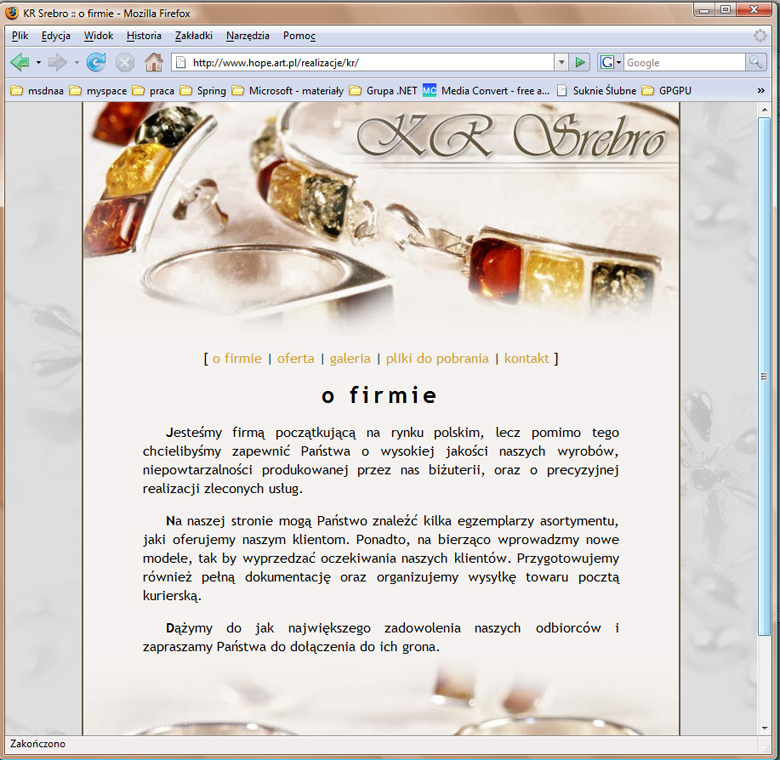 KR Srebro :: o firmie - Mozilla Firefox
Plik Edycja Widok Historia Zakładki Narzędzia Pomoc
http://www.hope.art.pl/realizacje/kr/ G Google
msdnaa myspace praca Spring Microsoft - materiały Grupa .NET MC Media Convert - free a... Suknie Ślubne GPGPU »
KR Srebro
[ o firmie | oferta | galeria | pliki do pobrania | kontakt ]
o firmie
Jesteśmy firmą początkującą na rynku polskim, lecz pomimo tego
chcielibyśmy zapewnić Państwa o wysokiej jakości naszych wyrobów,
niepowtarzalności produkowanej przez nas biżuterii, oraz o precyzyjnej
realizacji zleconych usług.
Na naszej stronie mogą Państwo znaleźć kilka egzemplarzy asortymentu,
jaki oferujemy naszym klientom. Ponadto, na bierząco wprowadzmy nowe
modele, tak by wyprzedzać oczekiwania naszych klientów. Przygotowujemy
również pełną dokumentację oraz organizujemy wysyłkę towaru pocztą
kurierską.
Dążymy do jak największego zadowolenia naszych odbiorców i
zapraszamy Państwa do dołączenia do ich grona.
Zakończono